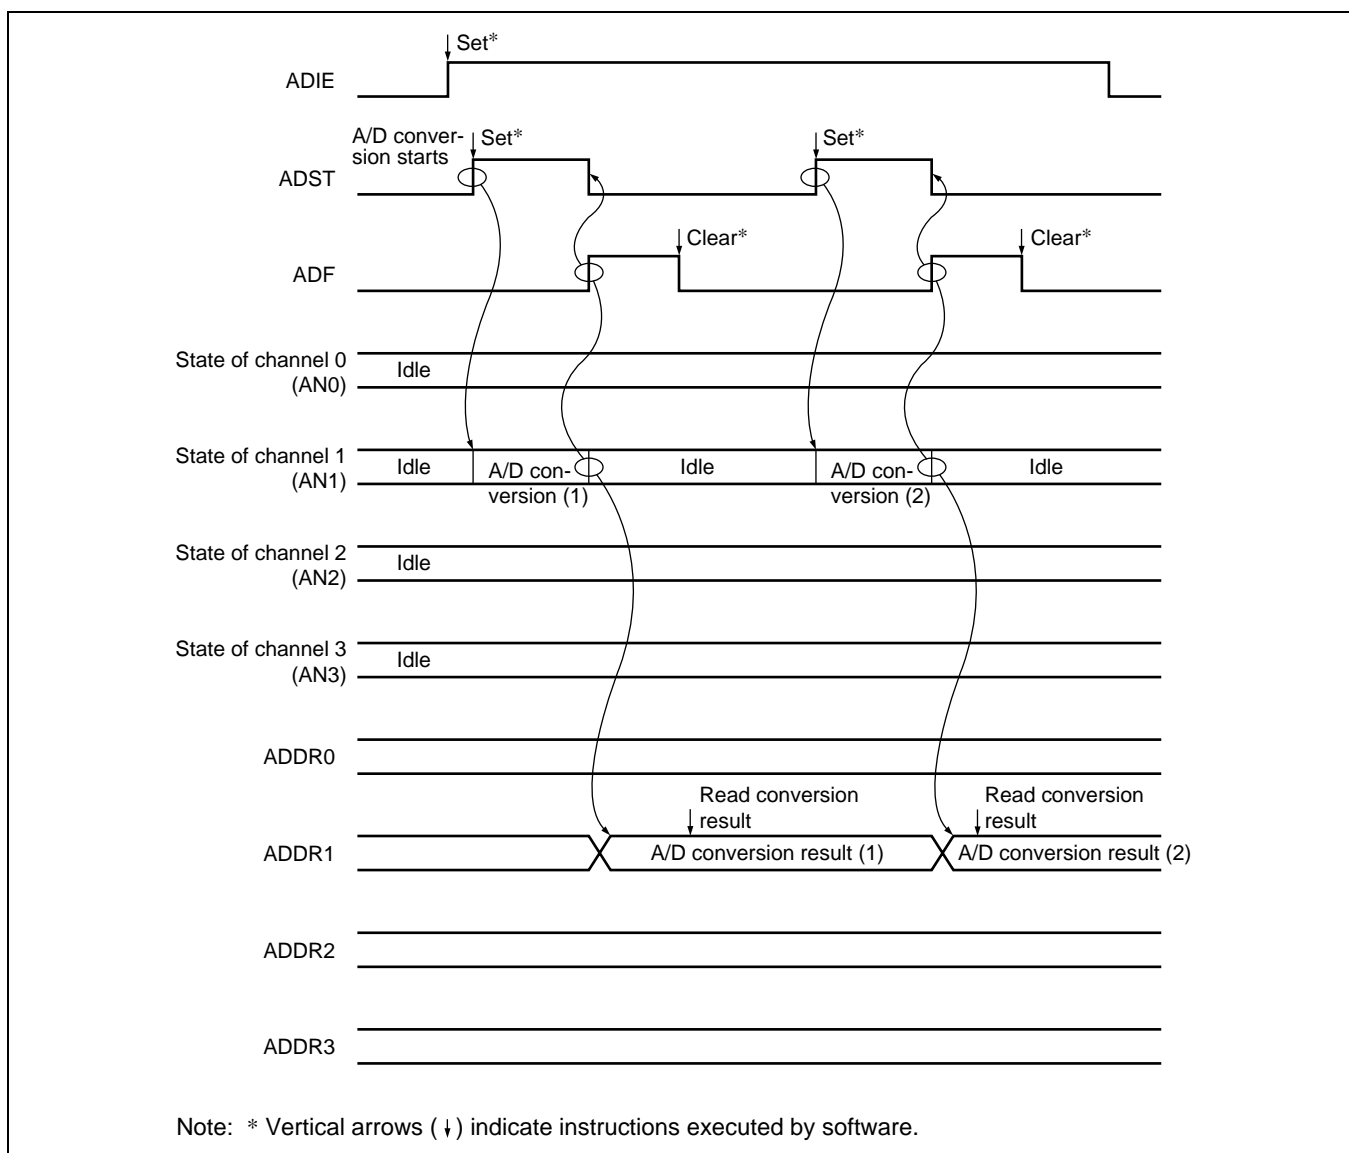 Set*
ADIE
A/D conver-
sion starts
Set*
Set*
ADST
Clear*
Clear*
ADF
State of channel 0
(AN0)
Idle
State of channel 1
(AN1)
Idle
A/D con-
version (1)
Idle
A/D con-
version (2)
Idle
State of channel 2
(AN2)
Idle
State of channel 3
(AN3)
Idle
ADDR0
Read conversion
result
Read conversion
result
ADDR1
A/D conversion result (1)
A/D conversion result (2)
ADDR2
ADDR3
Note: * Vertical arrows (↓) indicate instructions executed by software.